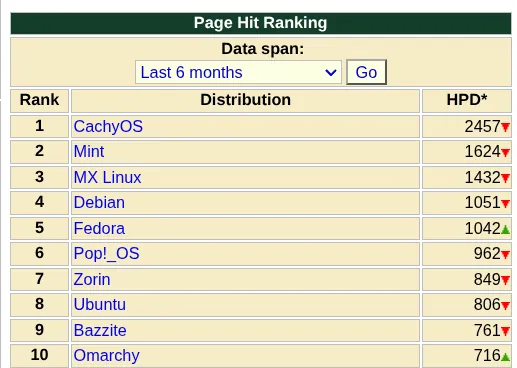 Page Hit Ranking
Data span:
Last 6 months Go
Rank Distribution HPD*
1 CachyOS 2457
2 Mint 1624
3 MX Linux 1432
4 Debian 1051
5 Fedora 1042
6 Pop!_OS 962
7 Zorin 849
8 Ubuntu 806
9 Bazzite 761
10 Omarchy 716